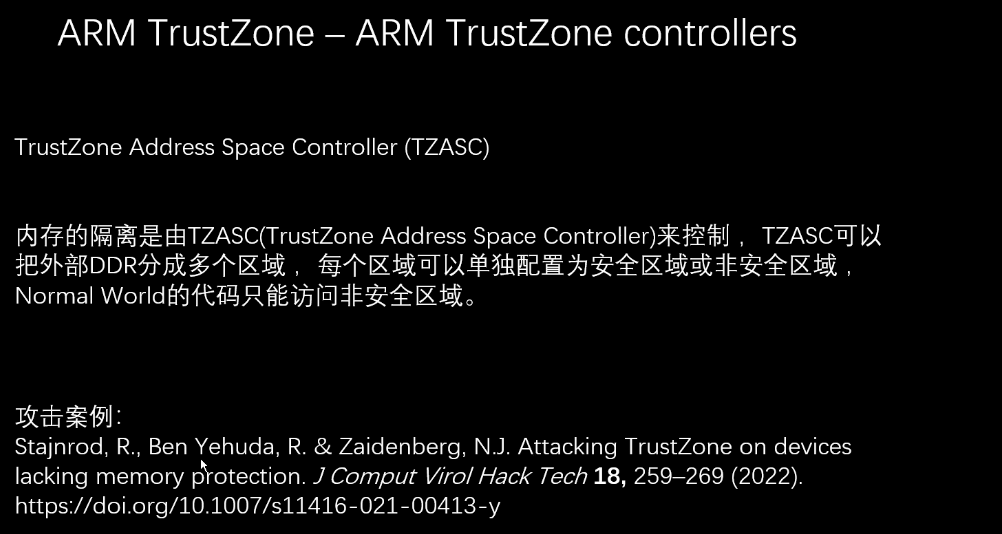 ARM TrustZone – ARM TrustZone controllers
TrustZone Address Space Controller (TZASC)
内存的隔离是由TZASC(TrustZone Address Space Controller)来控制， TZASC可以
把外部DDR分成多个区域， 每个区域可以单独配置为安全区域或非安全区域，
Normal World的代码只能访问非安全区域。
攻击案例：
Stajnrod, R., Ben Yehuda, R. & Zaidenberg, N.J. Attacking TrustZone on devices
lacking memory protection. J Comput Virol Hack Tech 18, 259–269 (2022).
https://doi.org/10.1007/s11416-021-00413-y